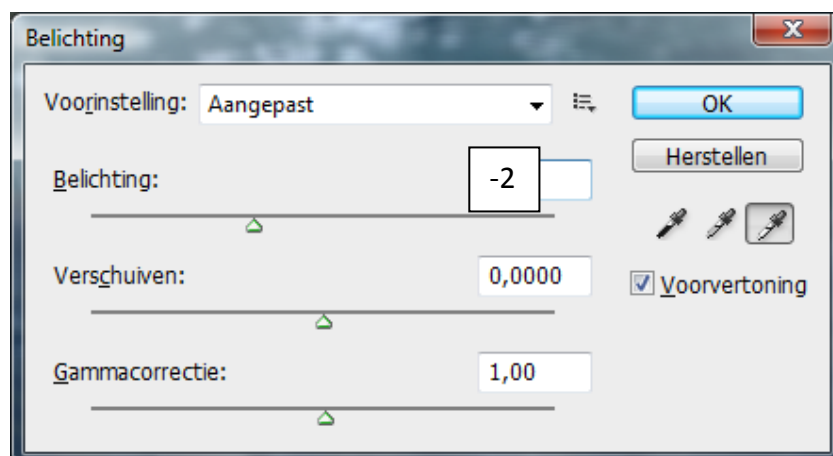 Belichting
Voorinstelling: Aangepast
OK
Herstellen
Belichting: -2
Verschuiven: 0,0000
Voorvertoning
Gammacorrectie: 1,00